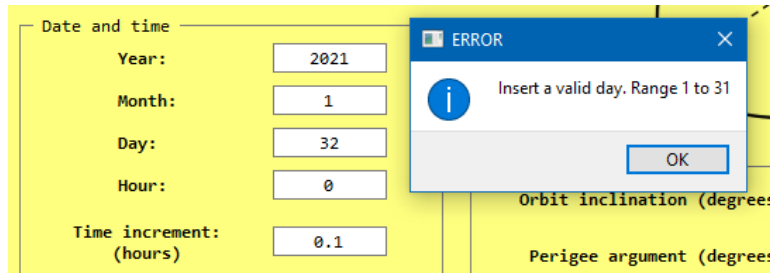 Date and time
Year: 2021
Month: 1
Day: 32
Hour: 0
Time increment: 0.1
(hours)
ERROR
Insert a valid day. Range 1 to 31
OK
Orbit inclination (degrees
Perigee argument (degrees